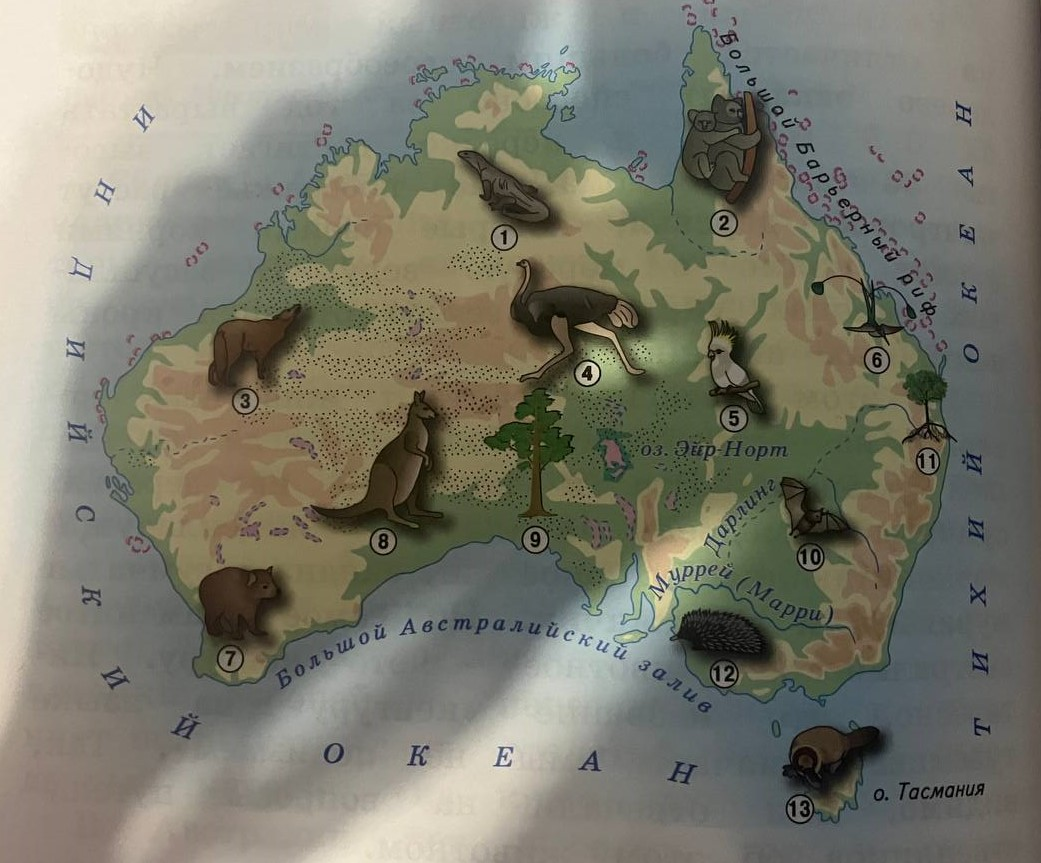 ИНДИЙСКИЙ ОКЕАН
ТИХИЙ ОКЕАН
Большой Барьерный риф
1
2
3
4
5
6
оз. Эйр-Норт
7
8
9
10
11
Дарлинг
Муррей (Марри)
Большой Австралийский залив
12
13
о. Тасмания